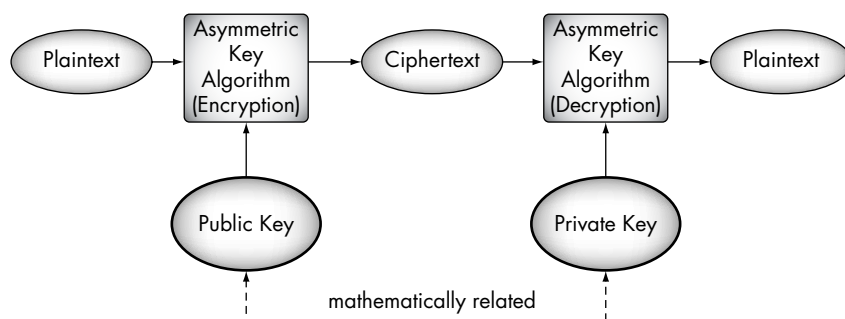 Plaintext
Asymmetric
Key
Algorithm
(Encryption)
Ciphertext
Asymmetric
Key
Algorithm
(Decryption)
Plaintext
Public Key
Private Key
mathematically related